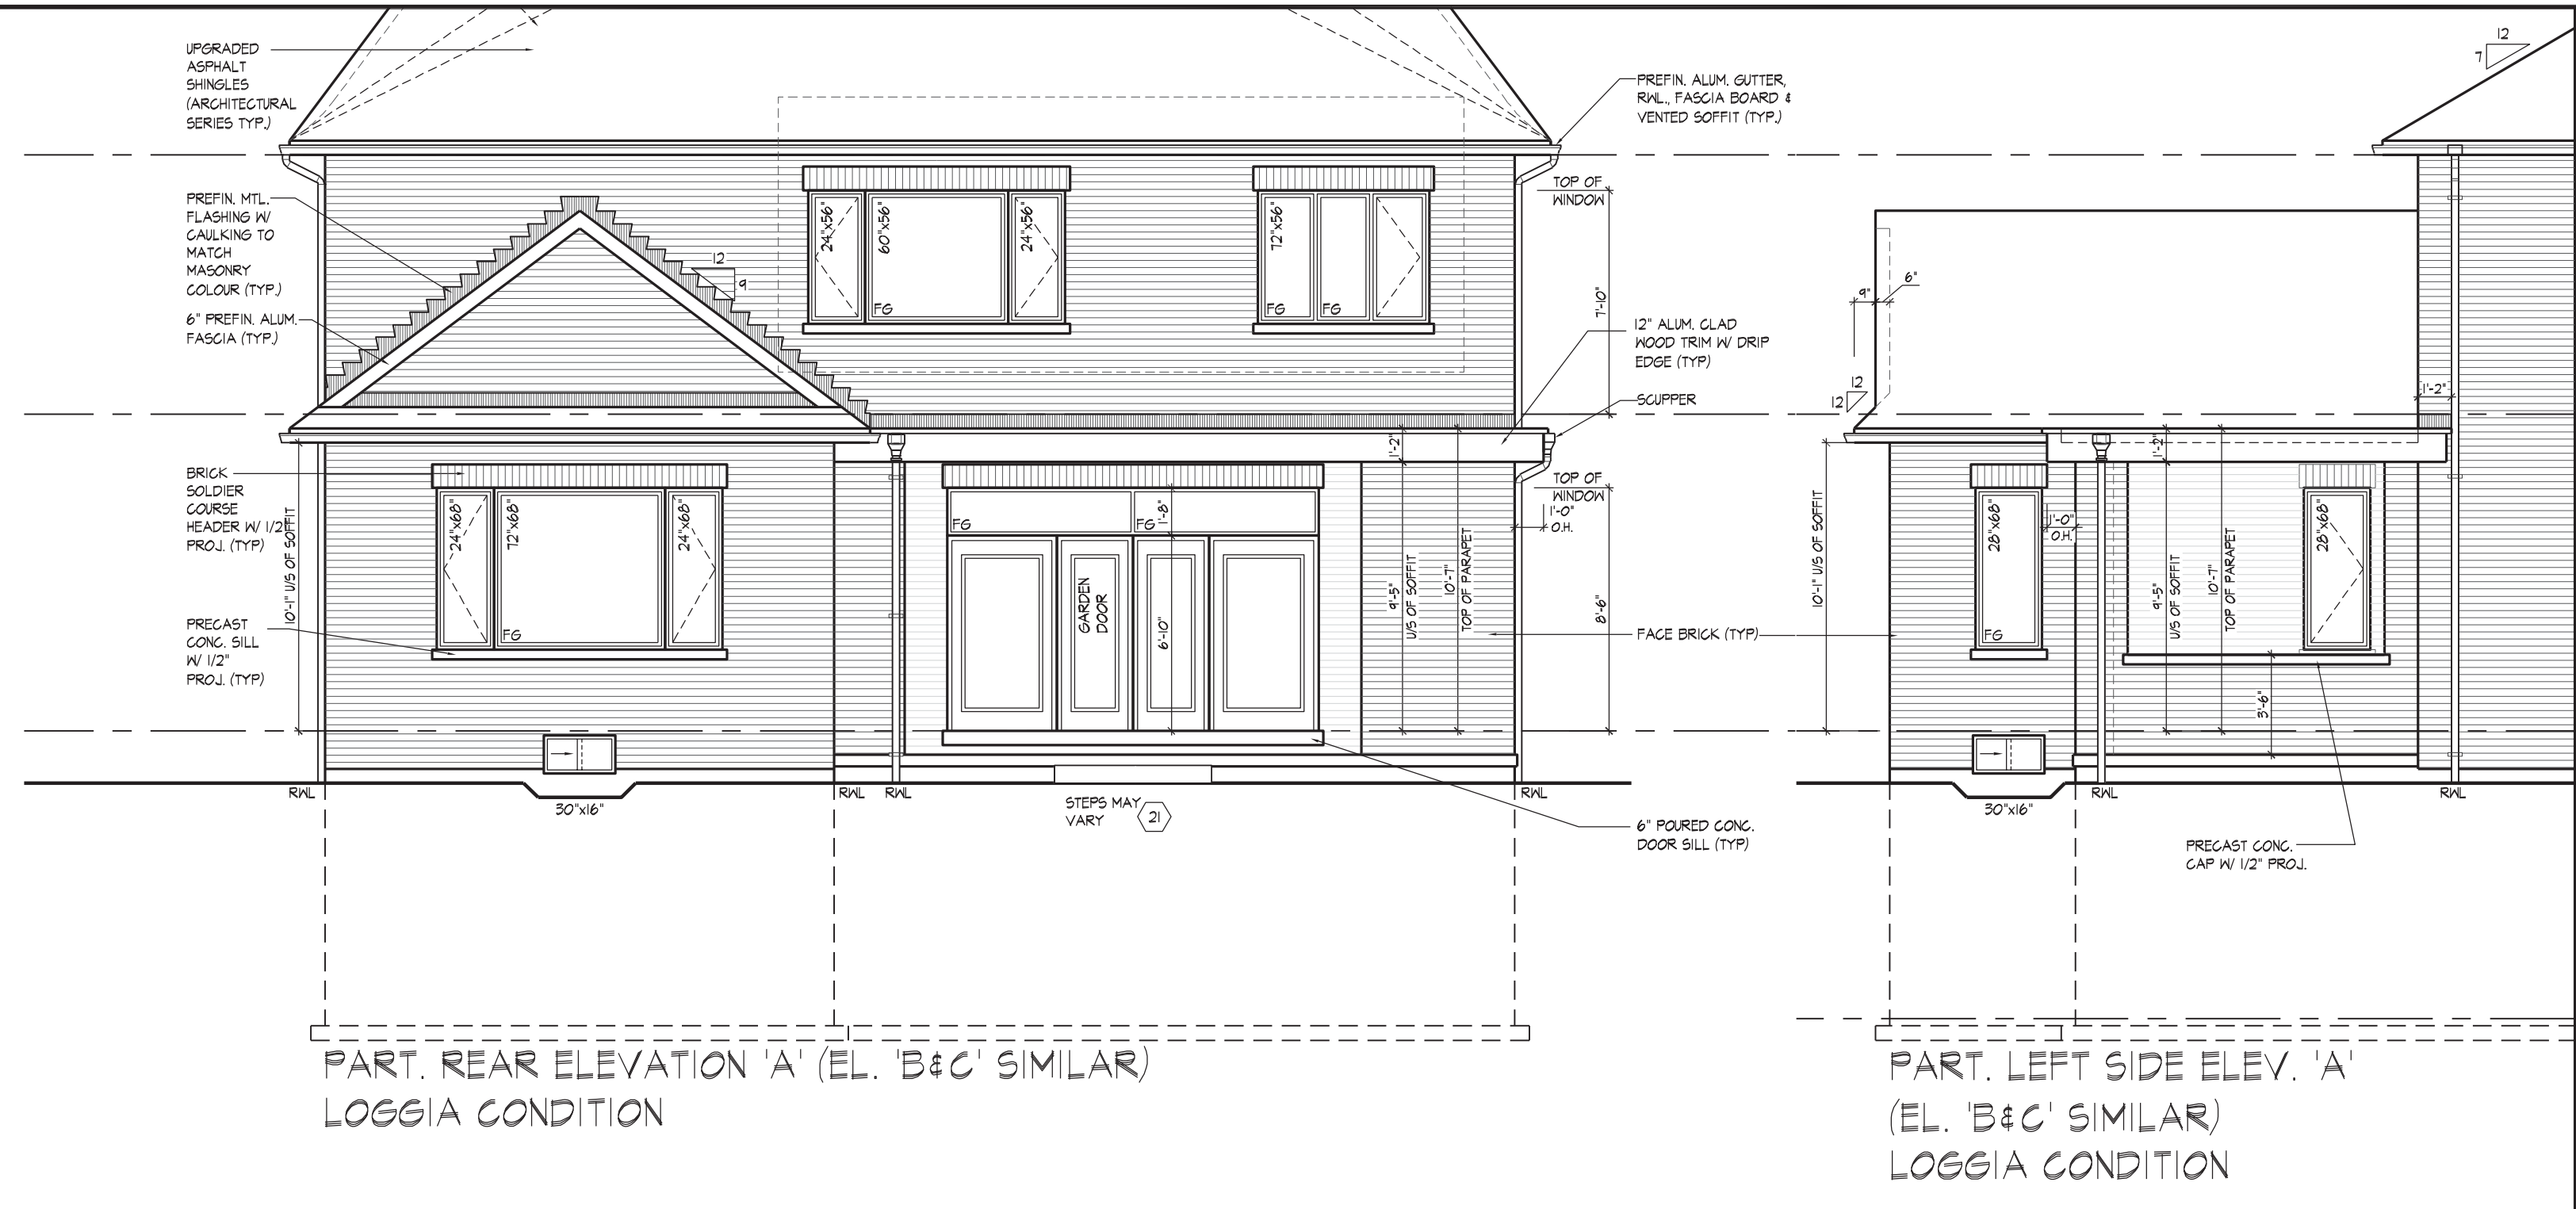 UPGRADED
ASPHALT
SHINGLES
(ARCHITECTURAL
SERIES TYP.)
PREFIN. MTL.
FLASHING W/
CAULKING TO
MATCH
MASONRY
COLOUR (TYP.)
6" PREFIN. ALUM.
FASCIA (TYP.)
BRICK
SOLDIER
COURSE
HEADER W/ 1/2"
PROJ. (TYP)
10'-1" U/S OF SOFFIT
PRECAST
CONC. SILL
W/ 1/2"
PROJ. (TYP)
12
9
24"x56"
60"x56"
24"x56"
FG
72"x56"
FG
FG
24"x68"
72"x68"
24"x68"
FG
FG
FG
1'-8"
GARDEN
DOOR
6'-10"
1'-2"
9'-5"
U/S OF SOFFIT
10'-7"
TOP OF PARAPET
TOP OF
WINDOW
7'-10"
TOP OF
WINDOW
1'-0"
O.H.
8'-6"
PREFIN. ALUM. GUTTER,
RWL., FASCIA BOARD &
VENTED SOFFIT (TYP.)
12" ALUM. CLAD
WOOD TRIM W/ DRIP
EDGE (TYP)
SCUPPER
FACE BRICK (TYP)
6" POURED CONC.
DOOR SILL (TYP)
RWL
30"x16"
RWL
RWL
STEPS MAY
VARY
21
RWL
PART. REAR ELEVATION 'A' (EL. 'B&C' SIMILAR)
LOGGIA CONDITION
12
7
9"
6"
12
12
1'-2"
10'-1" U/S OF SOFFIT
28"x68"
FG
1'-0"
O.H.
1'-2"
9'-5"
U/S OF SOFFIT
10'-7"
TOP OF PARAPET
28"x68"
3'-6"
30"x16"
RWL
RWL
PRECAST CONC.
CAP W/ 1/2" PROJ.
PART. LEFT SIDE ELEV. 'A'
(EL. 'B&C' SIMILAR)
LOGGIA CONDITION